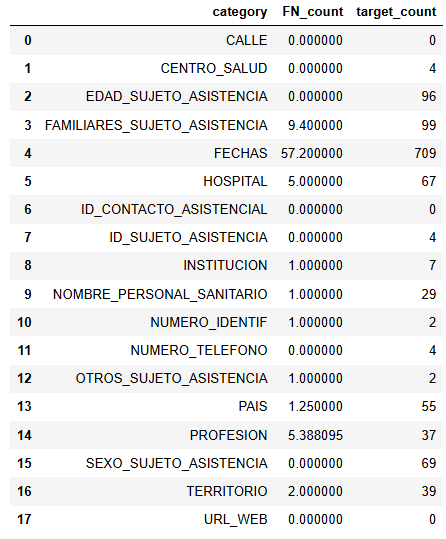 category FN_count target_count
0 CALLE 0.000000 0
1 CENTRO_SALUD 0.000000 4
2 EDAD_SUJETO_ASISTENCIA 0.000000 96
3 FAMILIARES_SUJETO_ASISTENCIA 9.400000 99
4 FECHAS 57.200000 709
5 HOSPITAL 5.000000 67
6 ID_CONTACTO_ASISTENCIAL 0.000000 0
7 ID_SUJETO_ASISTENCIA 0.000000 4
8 INSTITUCION 1.000000 7
9 NOMBRE_PERSONAL_SANITARIO 1.000000 29
10 NUMERO_IDENTIF 1.000000 2
11 NUMERO_TELEFONO 0.000000 4
12 OTROS_SUJETO_ASISTENCIA 1.000000 2
13 PAIS 1.250000 55
14 PROFESION 5.388095 37
15 SEXO_SUJETO_ASISTENCIA 0.000000 69
16 TERRITORIO 2.000000 39
17 URL_WEB 0.000000 0